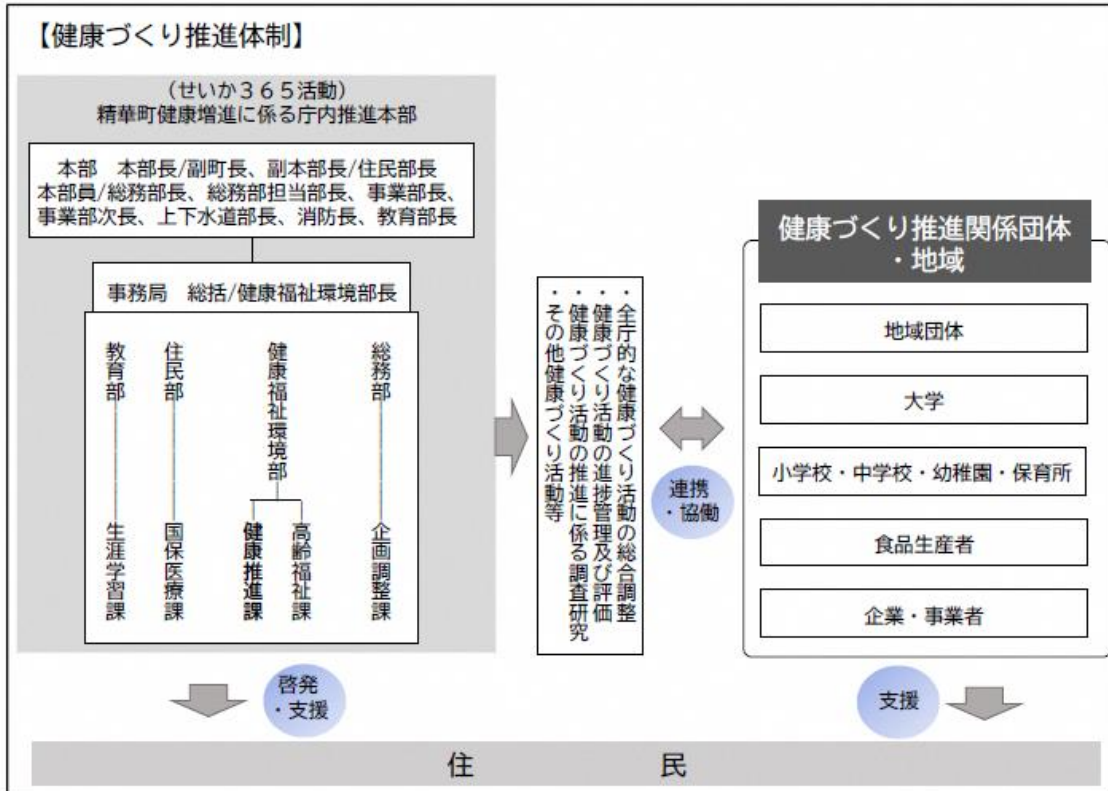 【健康づくり推進体制】
（せいか３６５活動）
精華町健康増進に係る庁内推進本部
本部　本部長/副町長、副本部長/住民部長
本部員/総務部長、総務部担当部長、事業部長、
事業部次長、上下水道部長、消防長、教育部長
事務局　総括/健康福祉環境部長
総務部
企画調整課
健康福祉環境部
高齢福祉課
健康推進課
住民部
国保医療課
教育部
生涯学習課
・全庁的な健康づくり活動の総合調整
・健康づくり活動の進捗管理及び評価
・健康づくり活動の推進に係る調査研究
・その他健康づくり活動等
連携
・協働
健康づくり推進関係団体
・地域
地域団体
大学
小学校・中学校・幼稚園・保育所
食品生産者
企業・事業者
啓発
・支援
支援
住　民